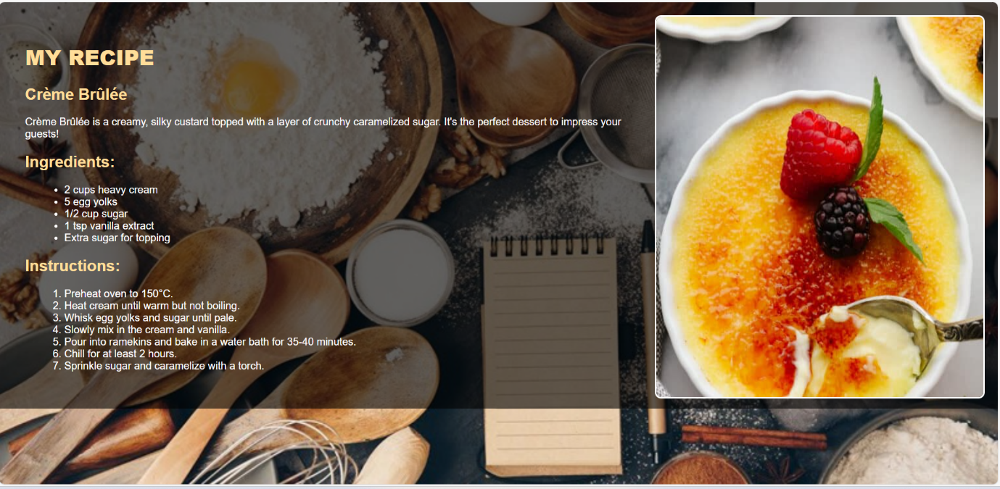 MY RECIPE
Crème Brûlée
Crème Brûlée is a creamy, silky custard topped with a layer of crunchy caramelized sugar. It's the perfect dessert to impress your
guests!
Ingredients:
• 2 cups heavy cream
• 5 egg yolks
• 1/2 cup sugar
• 1 tsp vanilla extract
• Extra sugar for topping
Instructions:
1. Preheat oven to 150°C.
2. Heat cream until warm but not boiling.
3. Whisk egg yolks and sugar until pale.
4. Slowly mix in the cream and vanilla.
5. Pour into ramekins and bake in a water bath for 35-40 minutes.
6. Chill for at least 2 hours.
7. Sprinkle sugar and caramelize with a torch.